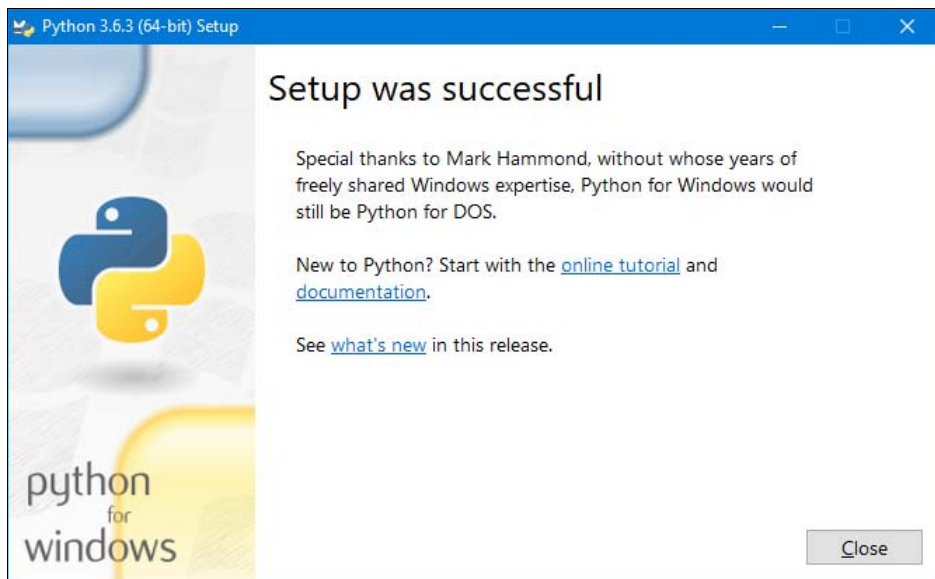 Python 3.6.3 (64-bit) Setup
Setup was successful
Special thanks to Mark Hammond, without whose years of
freely shared Windows expertise, Python for Windows would
still be Python for DOS.
New to Python? Start with the online tutorial and
documentation.
See what's new in this release.
python
for
windows
Close